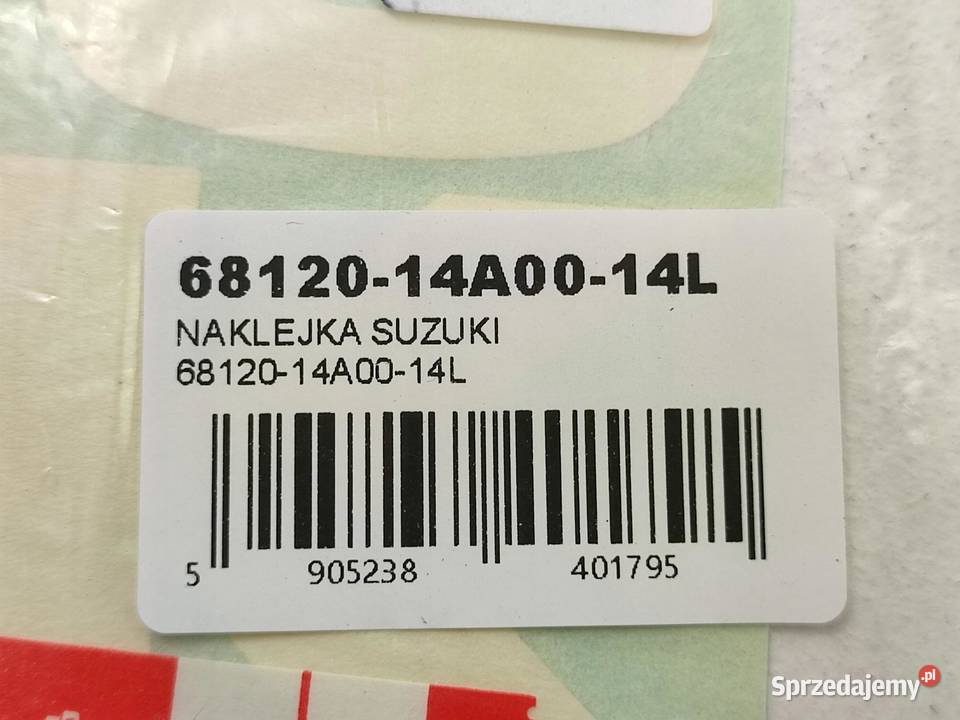 68120-14A00-14L
NAKLEJKA SUZUKI
68120-14A00-14L
5 905238 401795
Sprzedajemy.pl